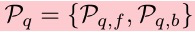 𝒫_q = {𝒫_{q,f}, 𝒫_{q,b}}